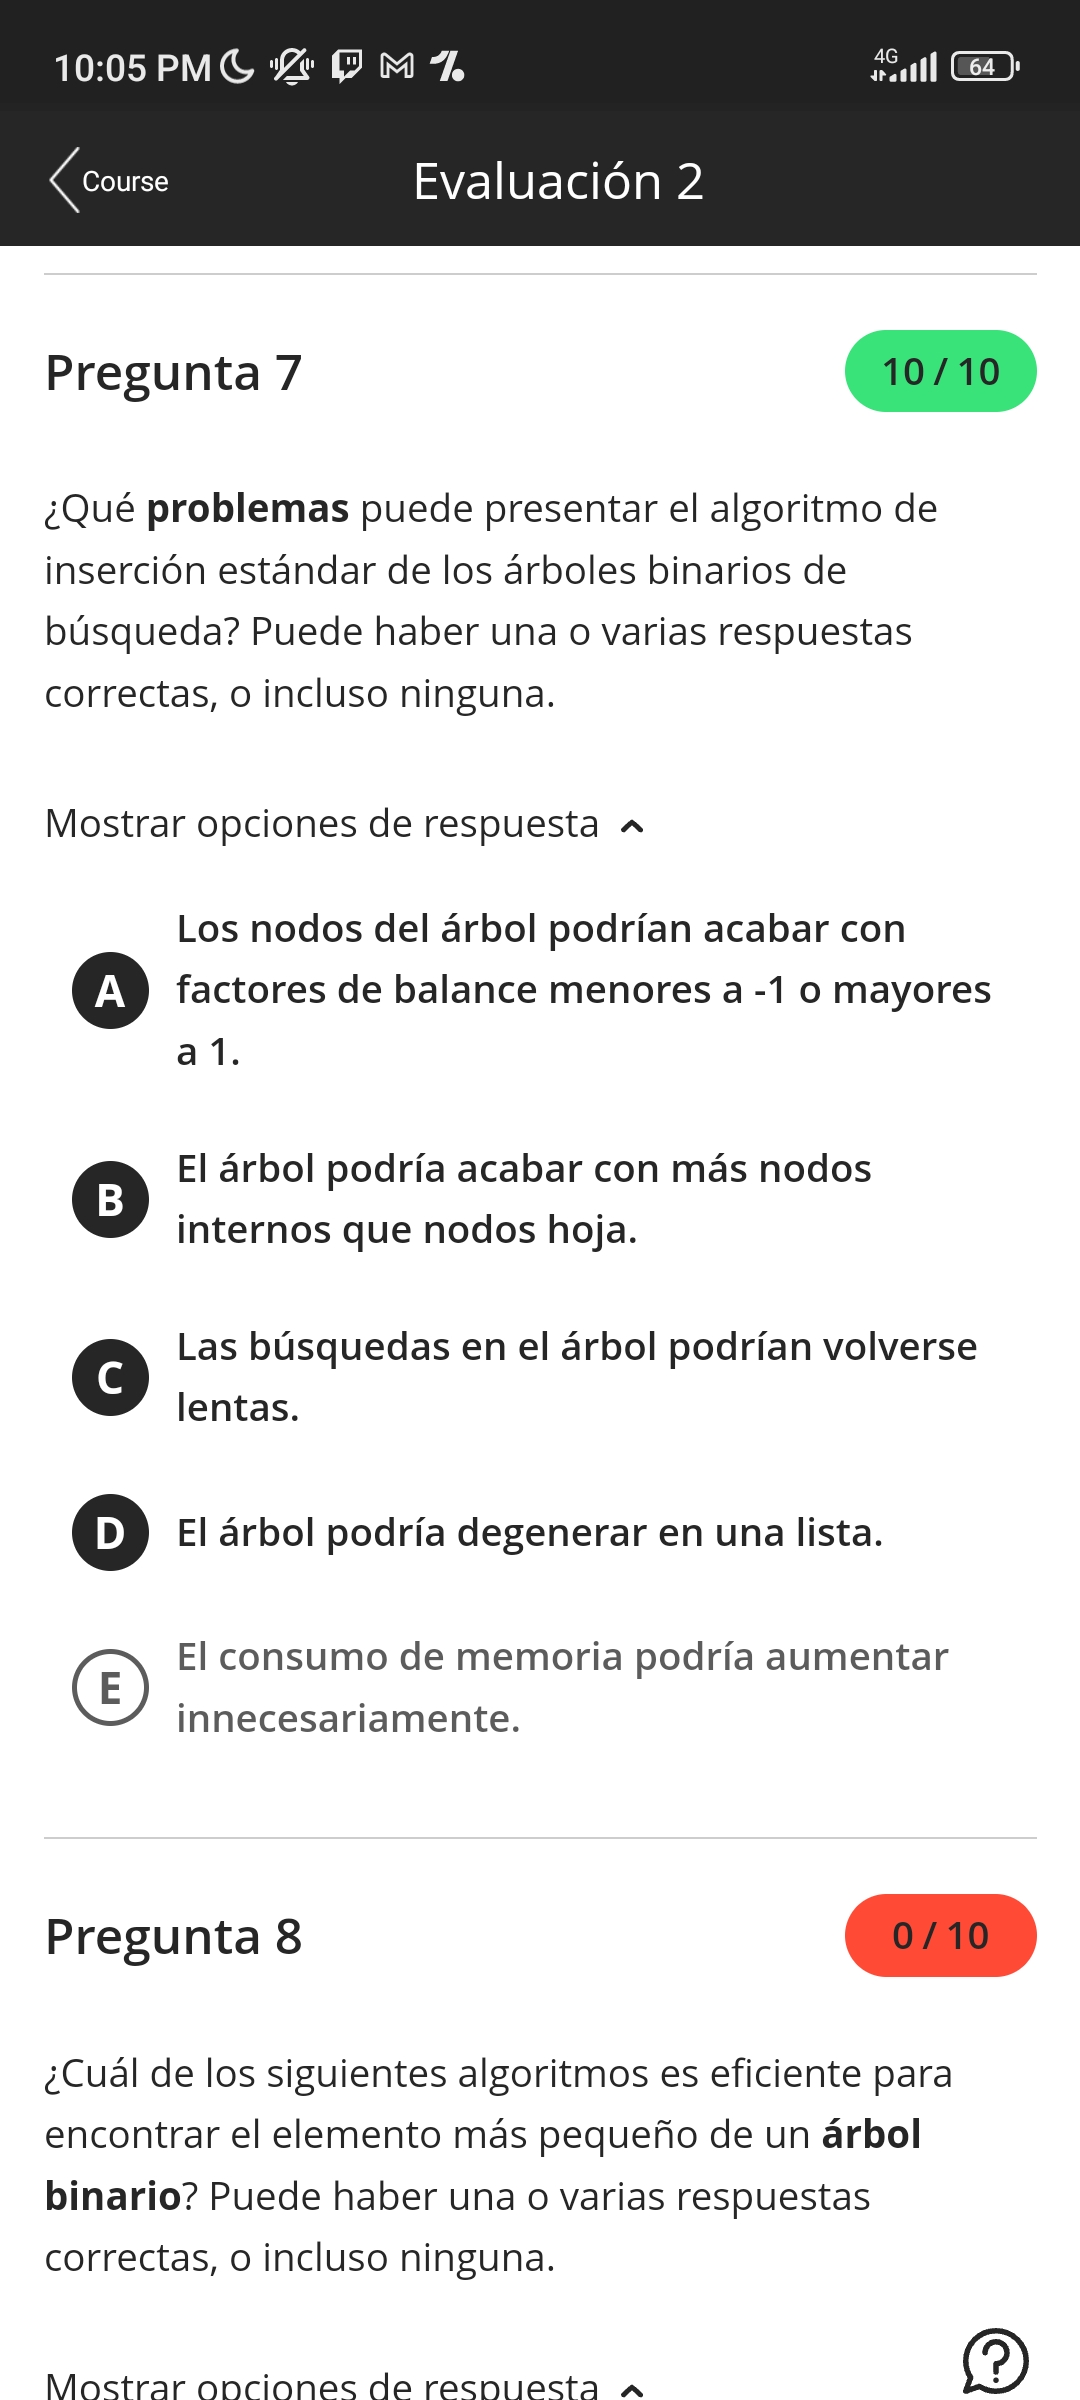 10:05 PM
4G
64
Course
Evaluación 2
Pregunta 7
10 / 10
¿Qué problemas puede presentar el algoritmo de
inserción estándar de los árboles binarios de
búsqueda? Puede haber una o varias respuestas
correctas, o incluso ninguna.
Mostrar opciones de respuesta
A
Los nodos del árbol podrían acabar con
factores de balance menores a -1 o mayores
a 1.
B
El árbol podría acabar con más nodos
internos que nodos hoja.
C
Las búsquedas en el árbol podrían volverse
lentas.
D
El árbol podría degenerar en una lista.
E
El consumo de memoria podría aumentar
innecesariamente.
Pregunta 8
0 / 10
¿Cuál de los siguientes algoritmos es eficiente para
encontrar el elemento más pequeño de un árbol
binario? Puede haber una o varias respuestas
correctas, o incluso ninguna.
Mostrar opciones de respuesta